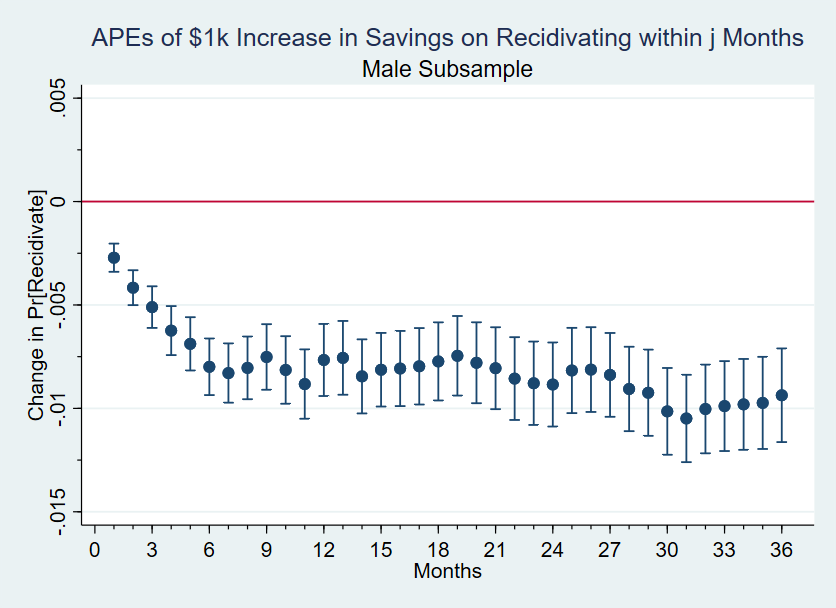 APEs of $1k Increase in Savings on Recidivating within j Months
Male Subsample
Change in Pr[Recidivate]
.005
0
-.005
-.01
-.015
0 3 6 9 12 15 18 21 24 27 30 33 36
Months